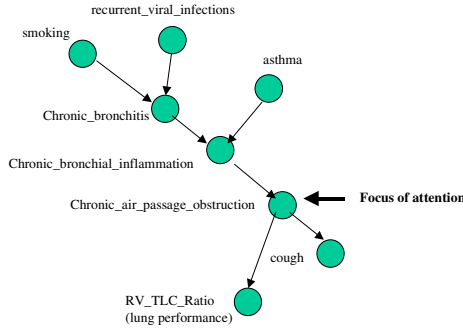 recurrent_viral_infections
smoking
asthma
Chronic_bronchitis
Chronic_bronchial_inflammation
Chronic_air_passage_obstruction
Focus of attention
cough
RV_TLC_Ratio
(lung performance)